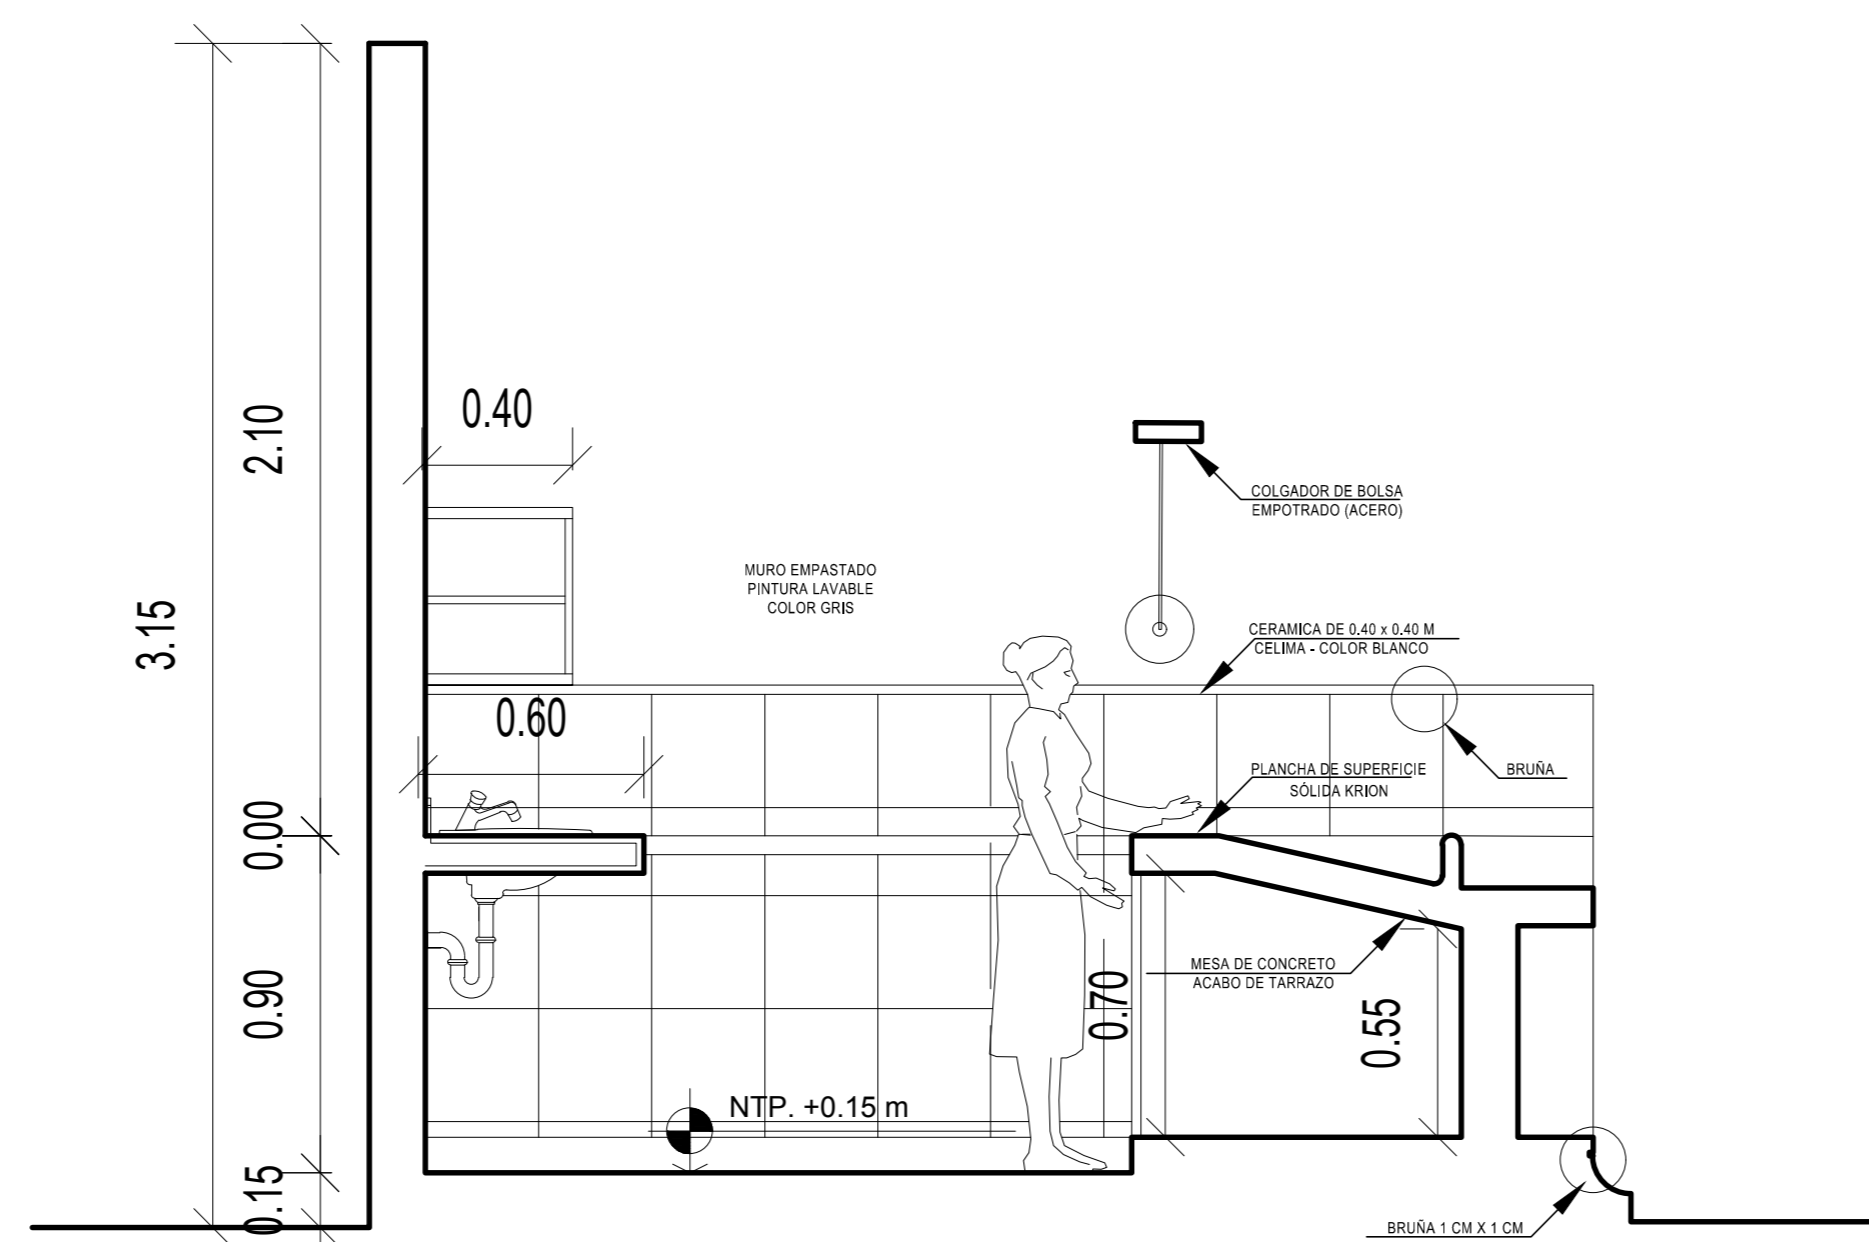 0.40
2.10
COLGADOR DE BOLSA
EMPOTRADO (ACERO)
MURO EMPASTADO
PINTURA LAVABLE
COLOR GRIS
3.15
CERAMICA DE 0.40 x 0.40 M
CELIMA - COLOR BLANCO
0.60
PLANCHA DE SUPERFICIE
SÓLIDA KRION
BRUÑA
0.00
MESA DE CONCRETO
ACABO DE TARRAZO
0.90
0.70
0.55
NTP. +0.15 m
0.15
BRUÑA 1 CM X 1 CM